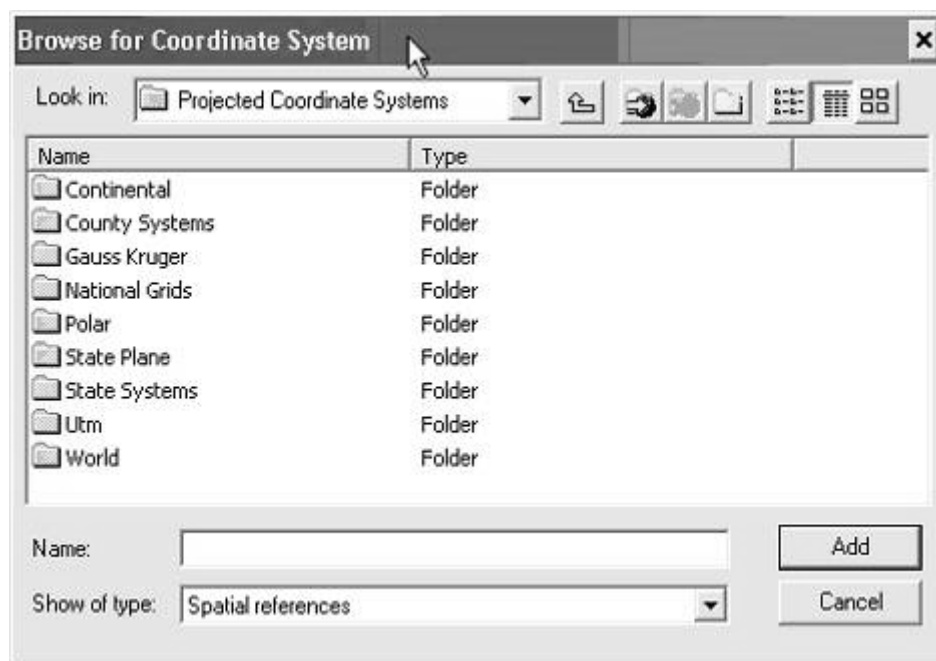 Browse for Coordinate System
Look in: Projected Coordinate Systems
Name Type
Continental Folder
County Systems Folder
Gauss Kruger Folder
National Grids Folder
Polar Folder
State Plane Folder
State Systems Folder
Utm Folder
World Folder
Name: Add
Show of type: Spatial references Cancel